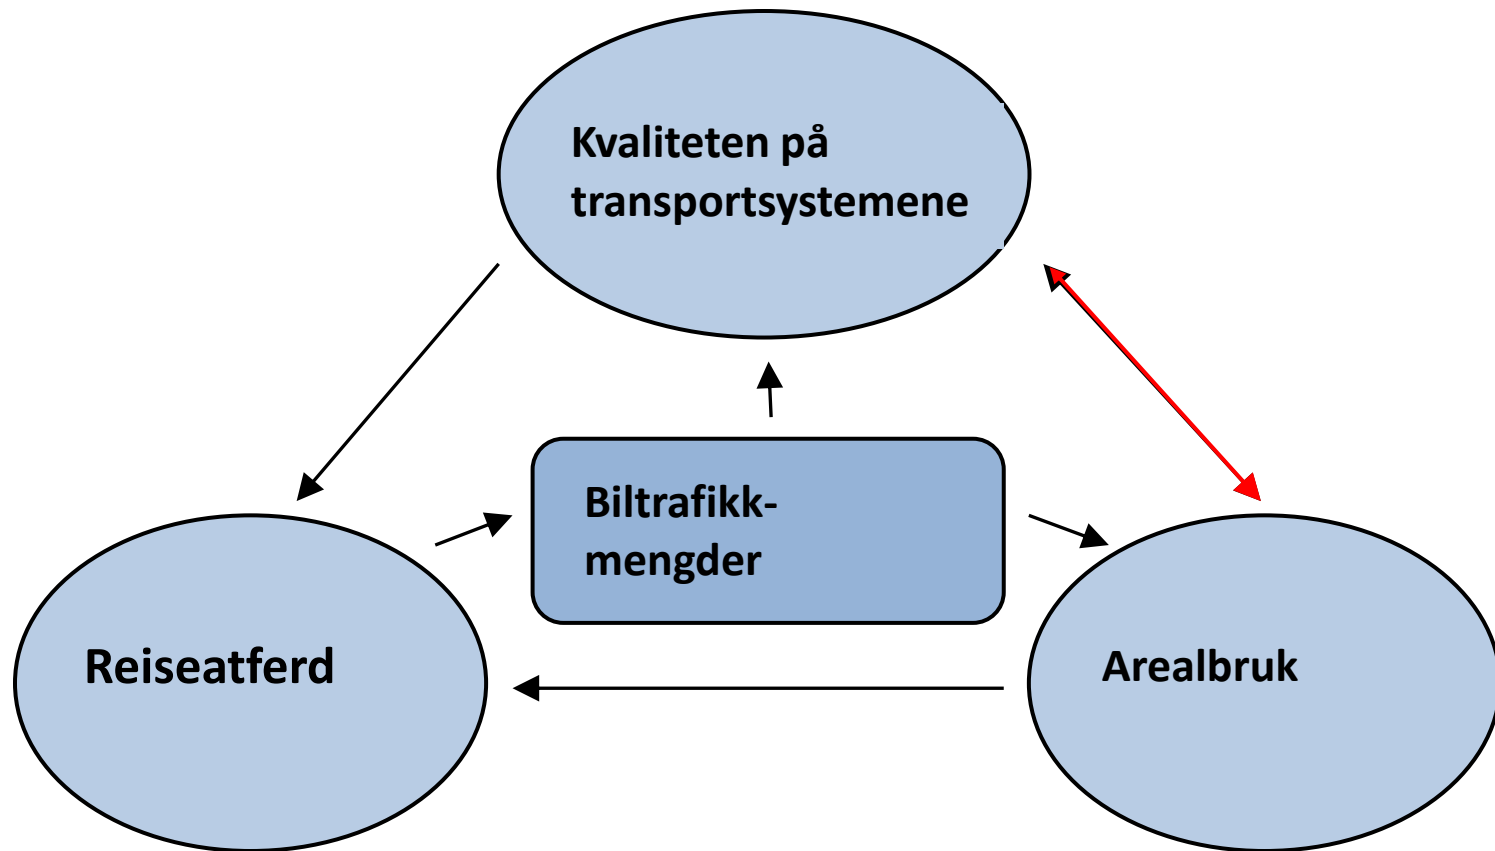 Kvaliteten på
transportsystemene
Biltrafikk-
mengder
Reiseatferd
Arealbruk